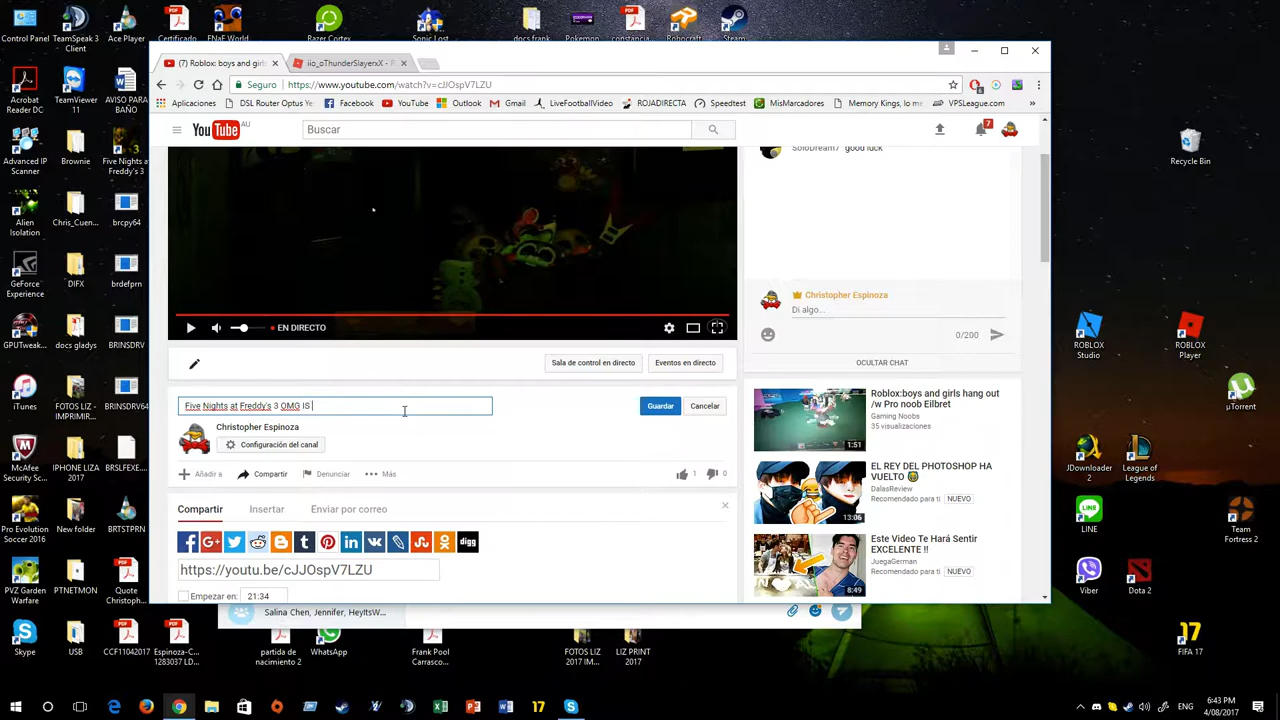 Control Panel
TeamSpeak 3 Client
Ace Player
Certificado
FNaF World
Razer Cortex
Sonic Lost
docs frank
Pokemon
constancia
Robocraft
Steam
(7) Roblox: boys and girls
iio_oThunderSlayerxX - R
Seguro
https://www.youtube.com/watch?v=cJJOspV7LZU
Aplicaciones
DSL Router Optus
Facebook
YouTube
Outlook
Gmail
LiveFootballVideo
ROJADIRECTA
Speedtest
MisMarcadores
Memory Kings, lo me
VPSLeague.com
YouTube AU
Buscar
7
SoloDream7 good luck
Christopher Espinoza
Di algo...
0/200
OCULTAR CHAT
EN DIRECTO
Sala de control en directo
Eventos en directo
Five Nights at Freddy's 3 OMG IS
Guardar
Cancelar
Christopher Espinoza
Configuración del canal
Añadir a
Compartir
Denunciar
Más
1
0
Compartir
Insertar
Enviar por correo
digg
https://youtu.be/cJJOspV7LZU
Empezar en:
21:34
Roblox:boys and girls hang out
/w Pro noob Eilbret
Gaming Noobs
35 visualizaciones
1:51
EL REY DEL PHOTOSHOP HA
VUELTO
DalasReview
Recomendado para ti
NUEVO
13:06
Este Video Te Hará Sentir
EXCELENTE !!
JuegaGerman
Recomendado para ti
NUEVO
8:49
Salina Chen, Jennifer, HeyItsW...
Acrobat Reader DC
TeamViewer
AVISO PARA BAÑO
Advanced IP Scanner
Brownie
Five Nights at Freddy's 3
Alien Isolation
Chris_Cuen...
brcpy64
GeForce Experience
DIFX
brdefprn
GPUTweak...
docs gladys
BRINSDRV
iTunes
FOTOS LIZ - IMPRIMIR...
BRINSDRV64
McAfee Security Sc...
IPHONE LIZA 2017
BRSLFEXE...
Pro Evolution Soccer 2016
New folder
BRTSTPRN
PVZ Garden Warfare
PTNETMON
Quote Christoph...
Skype
USB
CCF11042017
Espinoza-C... 1283037 LD...
partida de nacimiento 2
WhatsApp
Frank Pool Carrasco...
FOTOS LIZ 2017 IM...
LIZ PRINT 2017
Recycle Bin
ROBLOX Studio
ROBLOX Player
µTorrent
JDownloader 2
League of Legends
LINE
Team Fortress 2
Viber
Dota 2
17
FIFA 17
17
ENG
6:43 PM
4/08/2017